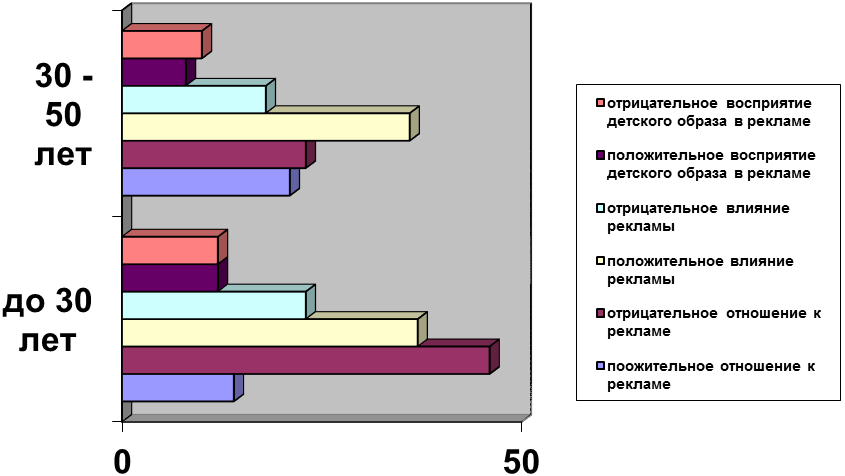 30 -
50
лет
до 30
лет
0
50
отрицательное восприятие
детского образа в рекламе
положительное восприятие
детского образа в рекламе
отрицательное влияние
рекламы
положительное влияние
рекламы
отрицательное отношение к
рекламе
поожительное отношение к
рекламе